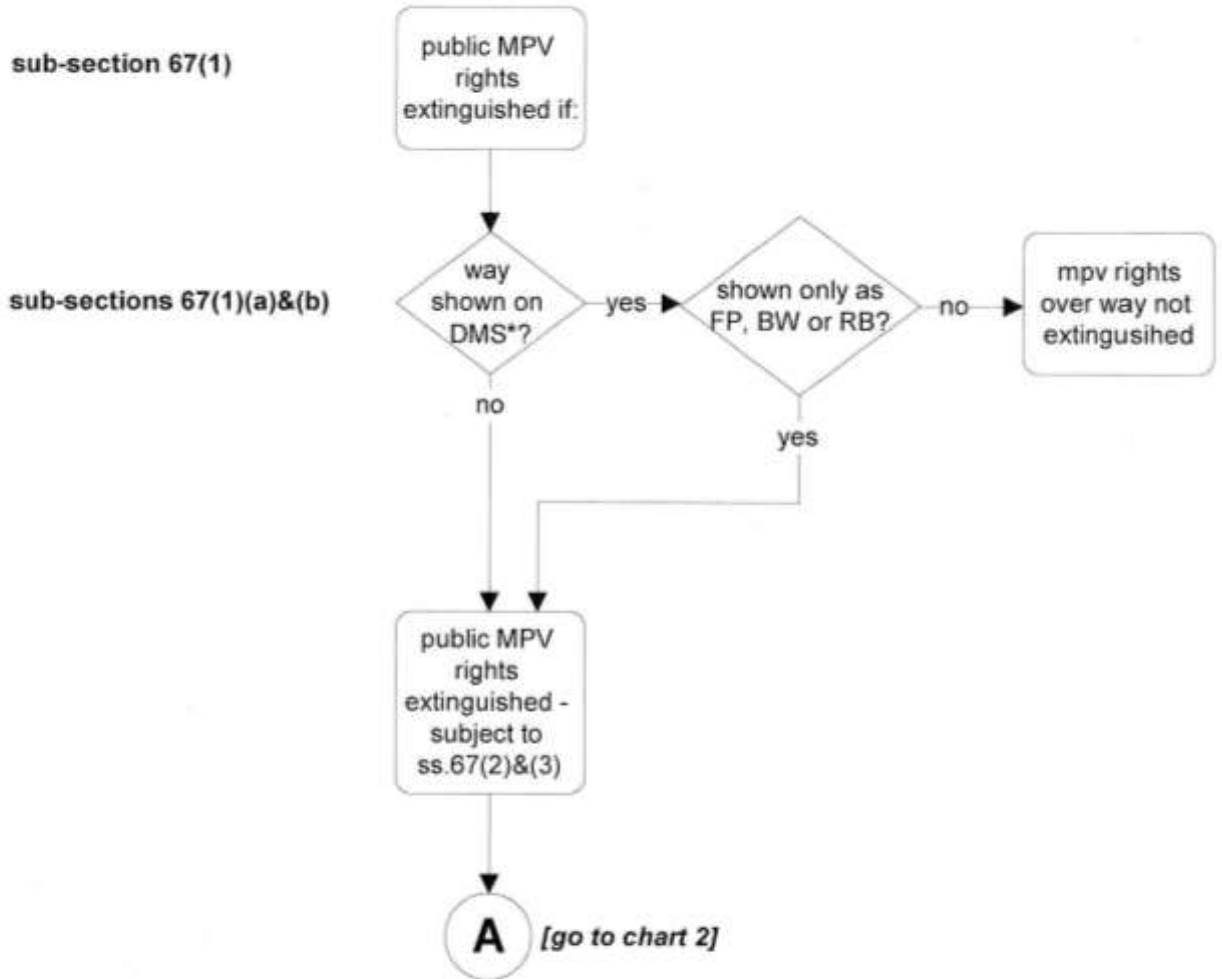 sub-section 67(1)
public MPV
rights
extinguished if:
sub-sections 67(1)(a)&(b)
way
shown on
DMS*?
yes
shown only as
FP, BW or RB?
no
mpv rights
over way not
extingusihed
no
yes
public MPV
rights
extinguished -
subject to
ss.67(2)&(3)
A
[go to chart 2]